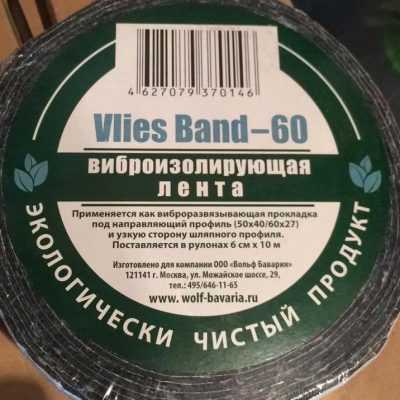 4 627079 370146
Vlies Band-60
виброизолирующая
лента
Применяется как виброразвязывающая прокладка
под направляющий профиль (50х40/60х27)
и узкую сторону шляпного профиля.
Поставляется в рулонах 6 см х 10 м
Изготовлено для компании ООО «Вольф Бавария»
121141 г. Москва, ул. Можайское шоссе, 29,
тел.: 495/646-11-65
www. wolf-bavaria.ru
ЭКОЛОГИЧЕСКИ ЧИСТЫЙ ПРОДУКТ